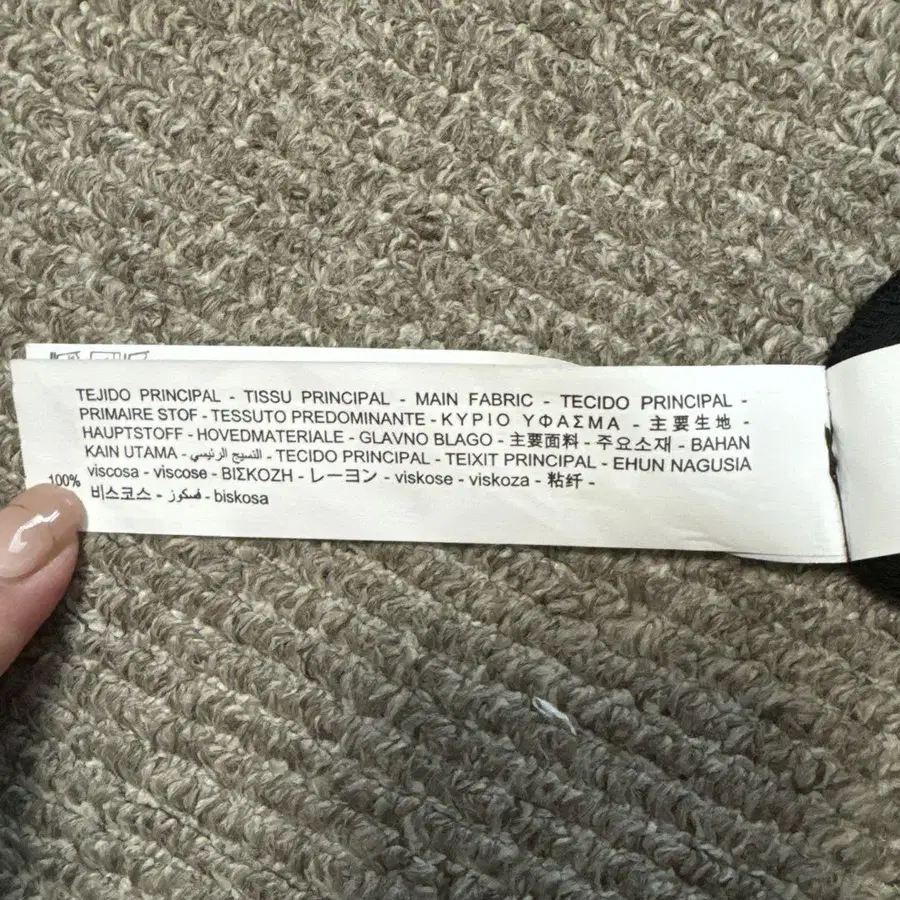 TEJIDO PRINCIPAL - TISSU PRINCIPAL - MAIN FABRIC - TECIDO PRINCIPAL -
PRIMAIRE STOF - TESSUTO PREDOMINANTE - ΚΥΡΙΟ ΥΦΑΣΜΑ - 主要生地 -
HAUPTSTOFF - HOVEDMATERIALE - GLAVNO BLAGO - 主要面料 - 주요소재 - BAHAN
KAIN UTAMA - النسيج الرئيسي - TECIDO PRINCIPAL - TEIXIT PRINCIPAL - EHUN NAGUSIA
100% viscosa - viscose - ΒΙΣΚΟΖΗ - レーヨン - viskose - viskoza - 粘纤 -
비스코스 - فسكوز - biskosa